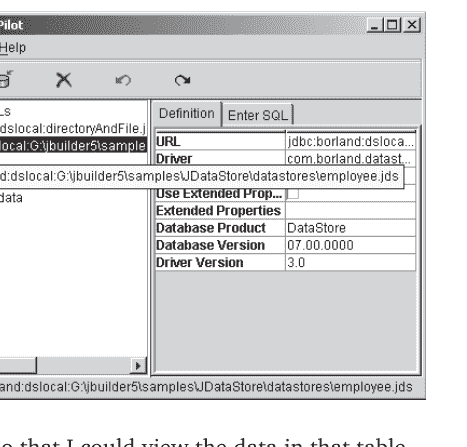 Pilot
Help
Ls
dslocal:directoryAndFile.j
local:G:\jbuilder5\sample
data
Definition Enter SQL
URL jdbc:borland:dsloca...
Driver com.borland.datast...
d:dslocal:G:\jbuilder5\samples\JDataStore\datastores\employee.jds
Use Extended Prop...
Extended Properties
Database Product DataStore
Database Version 07.00.0000
Driver Version 3.0
and:dslocal:G:\jbuilder5\samples\JDataStore\datastores\employee.jds
so that I could view the data in that table